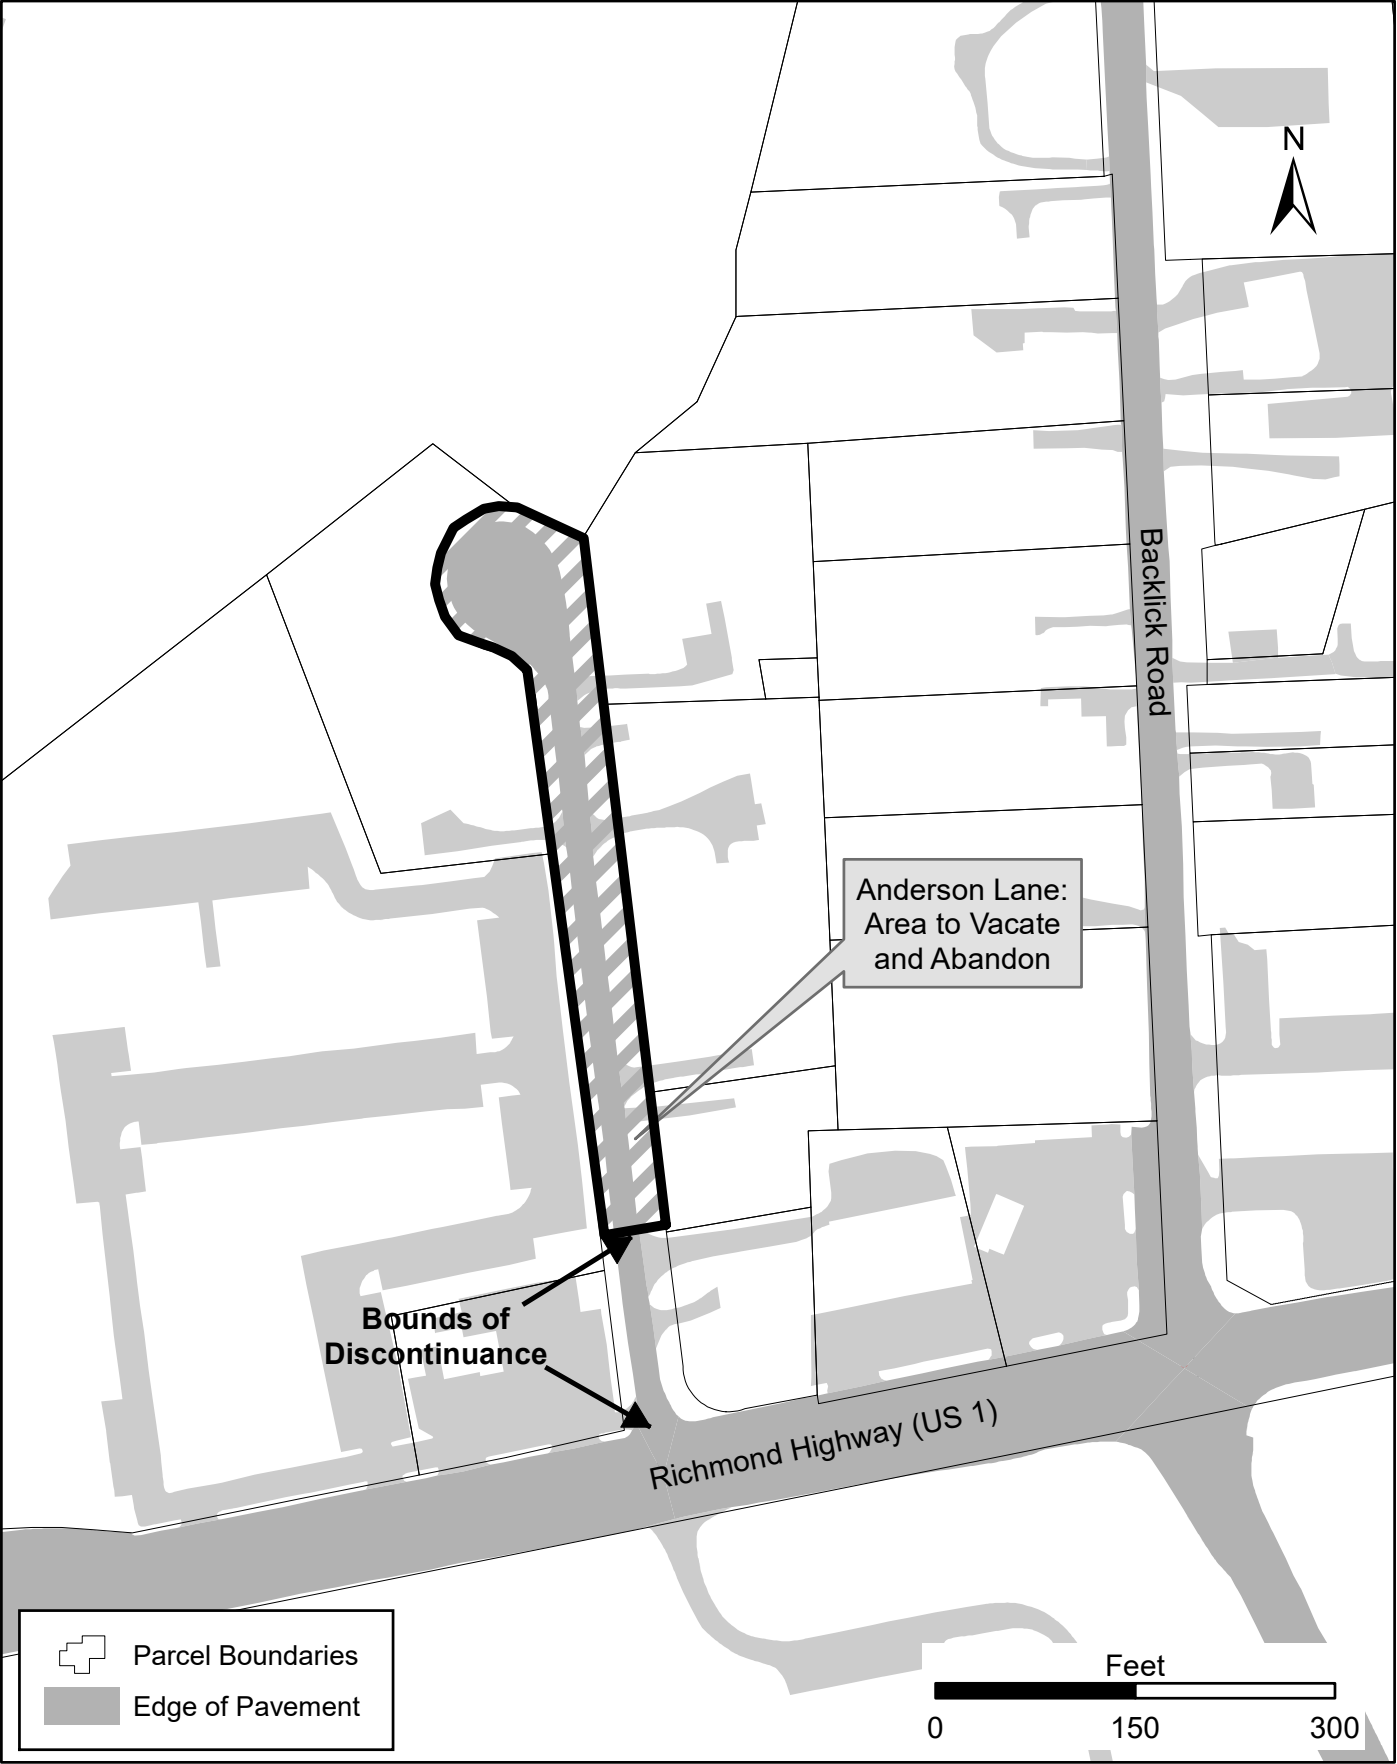 N
Backlick Road
Anderson Lane:
Area to Vacate
and Abandon
Bounds of
Discontinuance
Richmond Highway (US 1)
Parcel Boundaries
Edge of Pavement
Feet
0 150 300